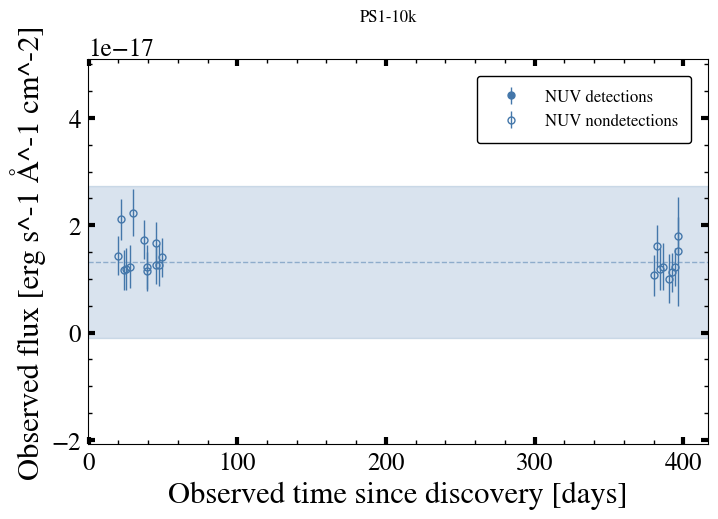 PS1-10k
1e−17
Observed flux [erg s^-1 Å^-1 cm^-2]
4
2
0
−2
NUV detections
NUV nondetections
0 100 200 300 400
Observed time since discovery [days]